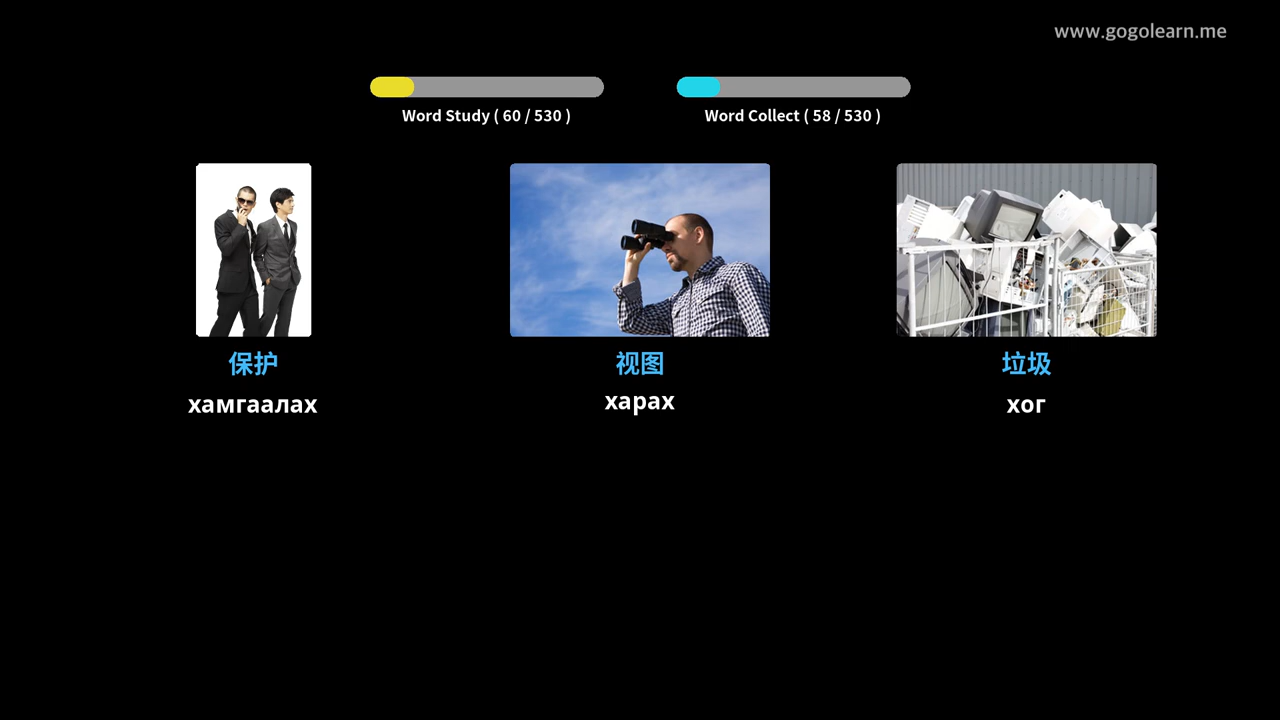 www.gogolearn.me
Word Study ( 60 / 530 )
Word Collect ( 58 / 530 )
保护
视图
垃圾
хамгаалах
харах
хог